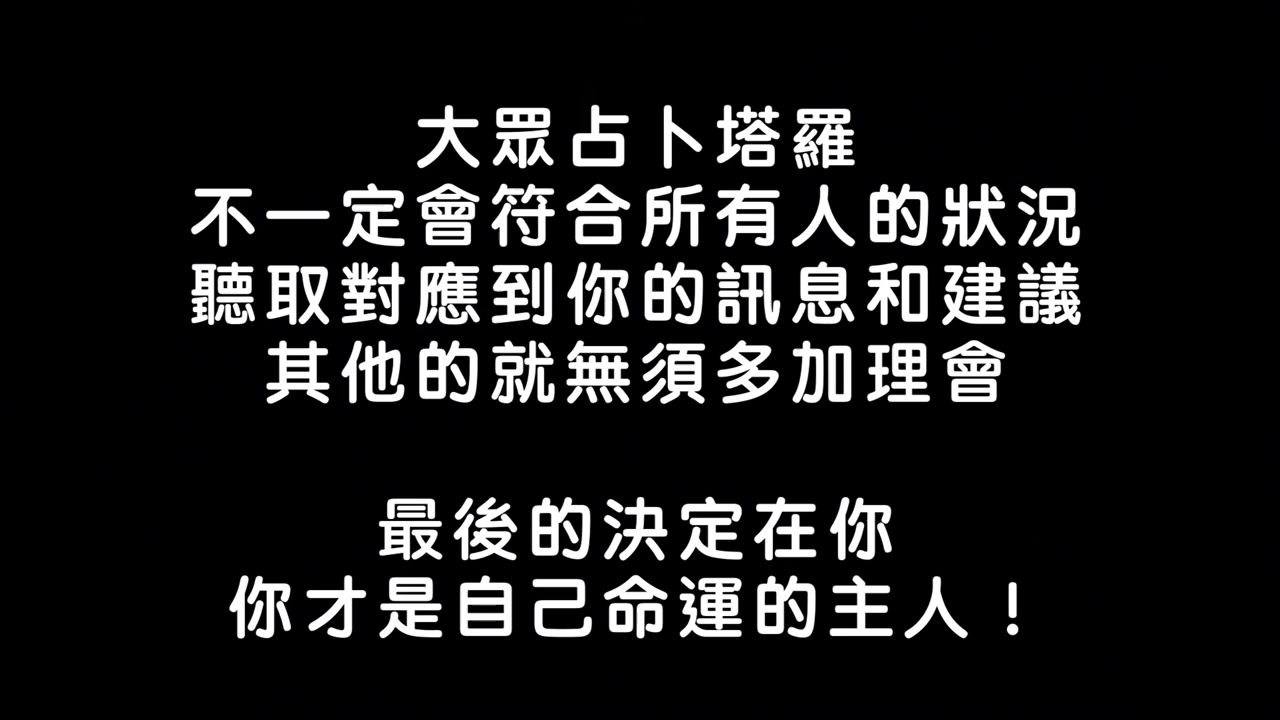 大眾占卜塔羅
不一定會符合所有人的狀況
聽取對應到你的訊息和建議
其他的就無須多加理會
最後的決定在你
你才是自己命運的主人！